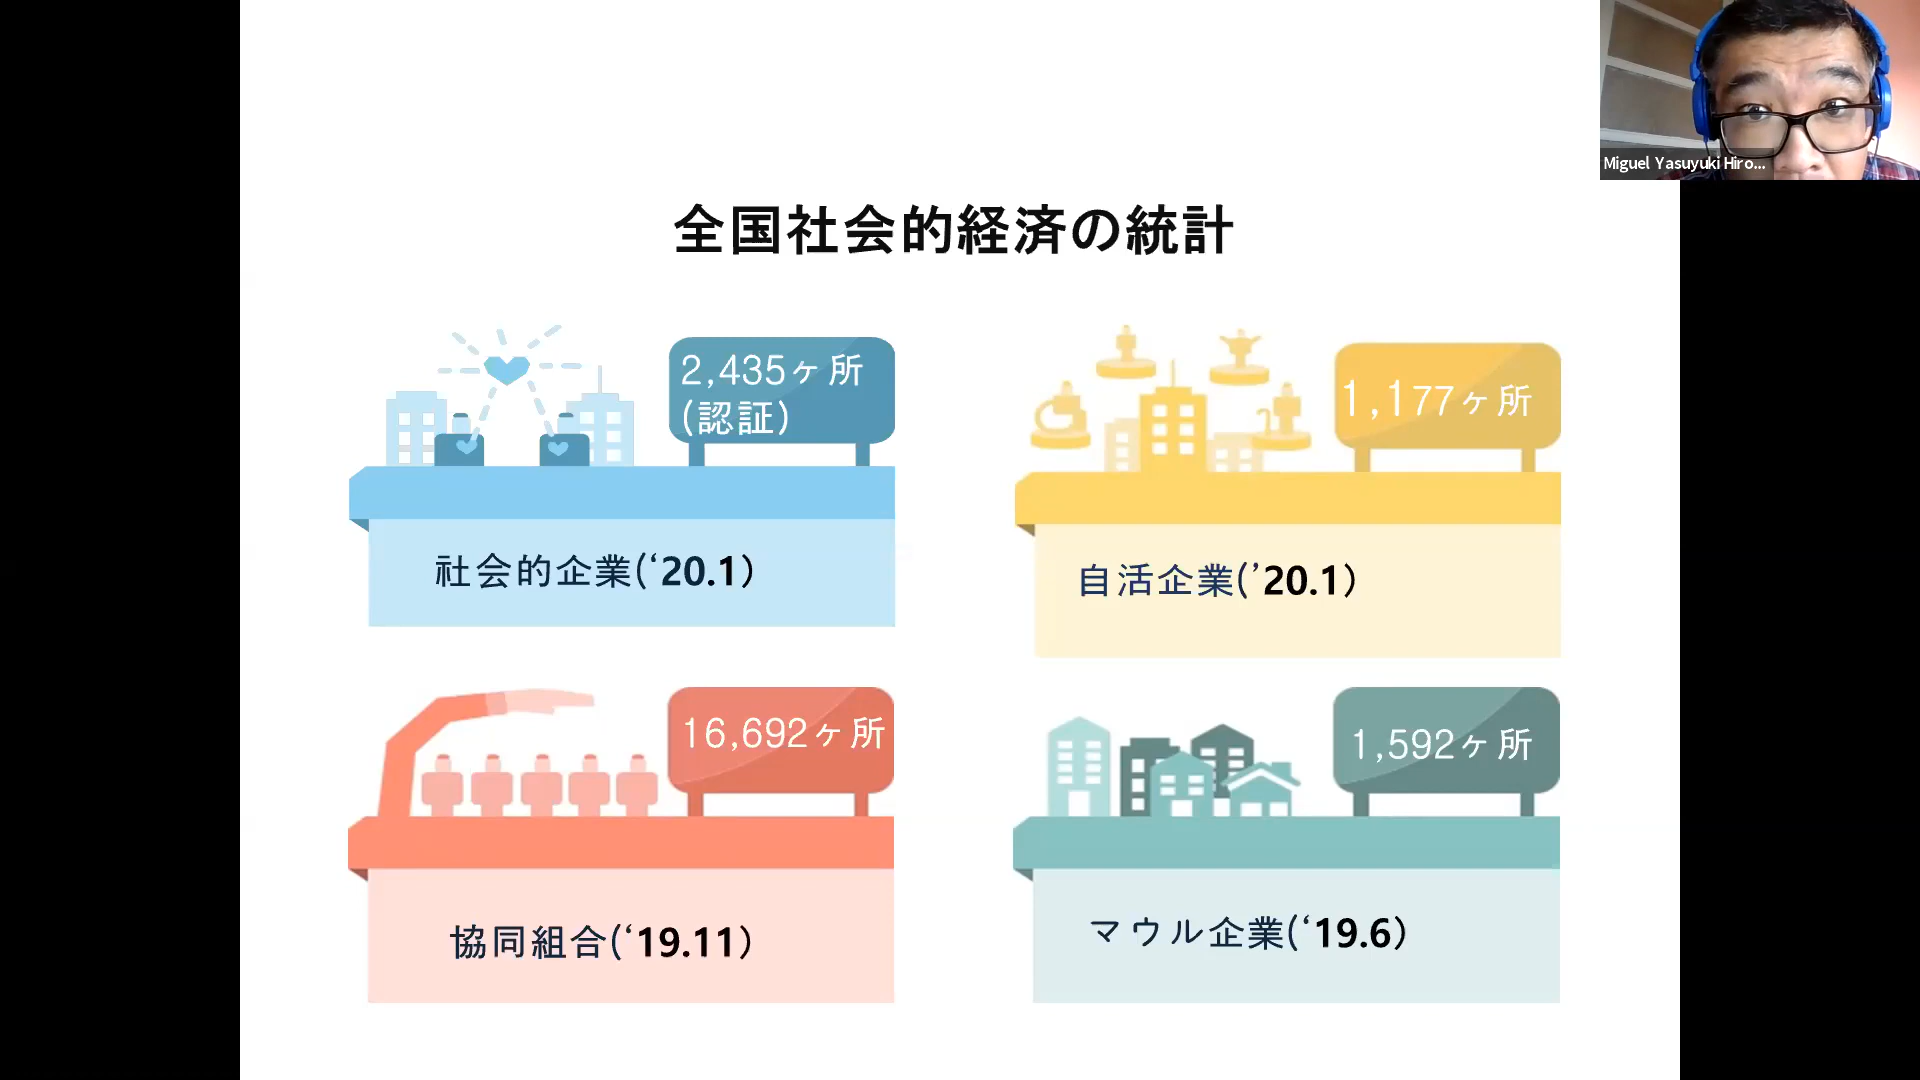 Miguel Yasuyuki Hiro...
全国社会的経済の統計
2,435ヶ所
(認証)
1,177ヶ所
社会的企業(‘20.1)
自活企業(’20.1)
16,692ヶ所
1,592ヶ所
協同組合(‘19.11)
マウル企業(‘19.6)